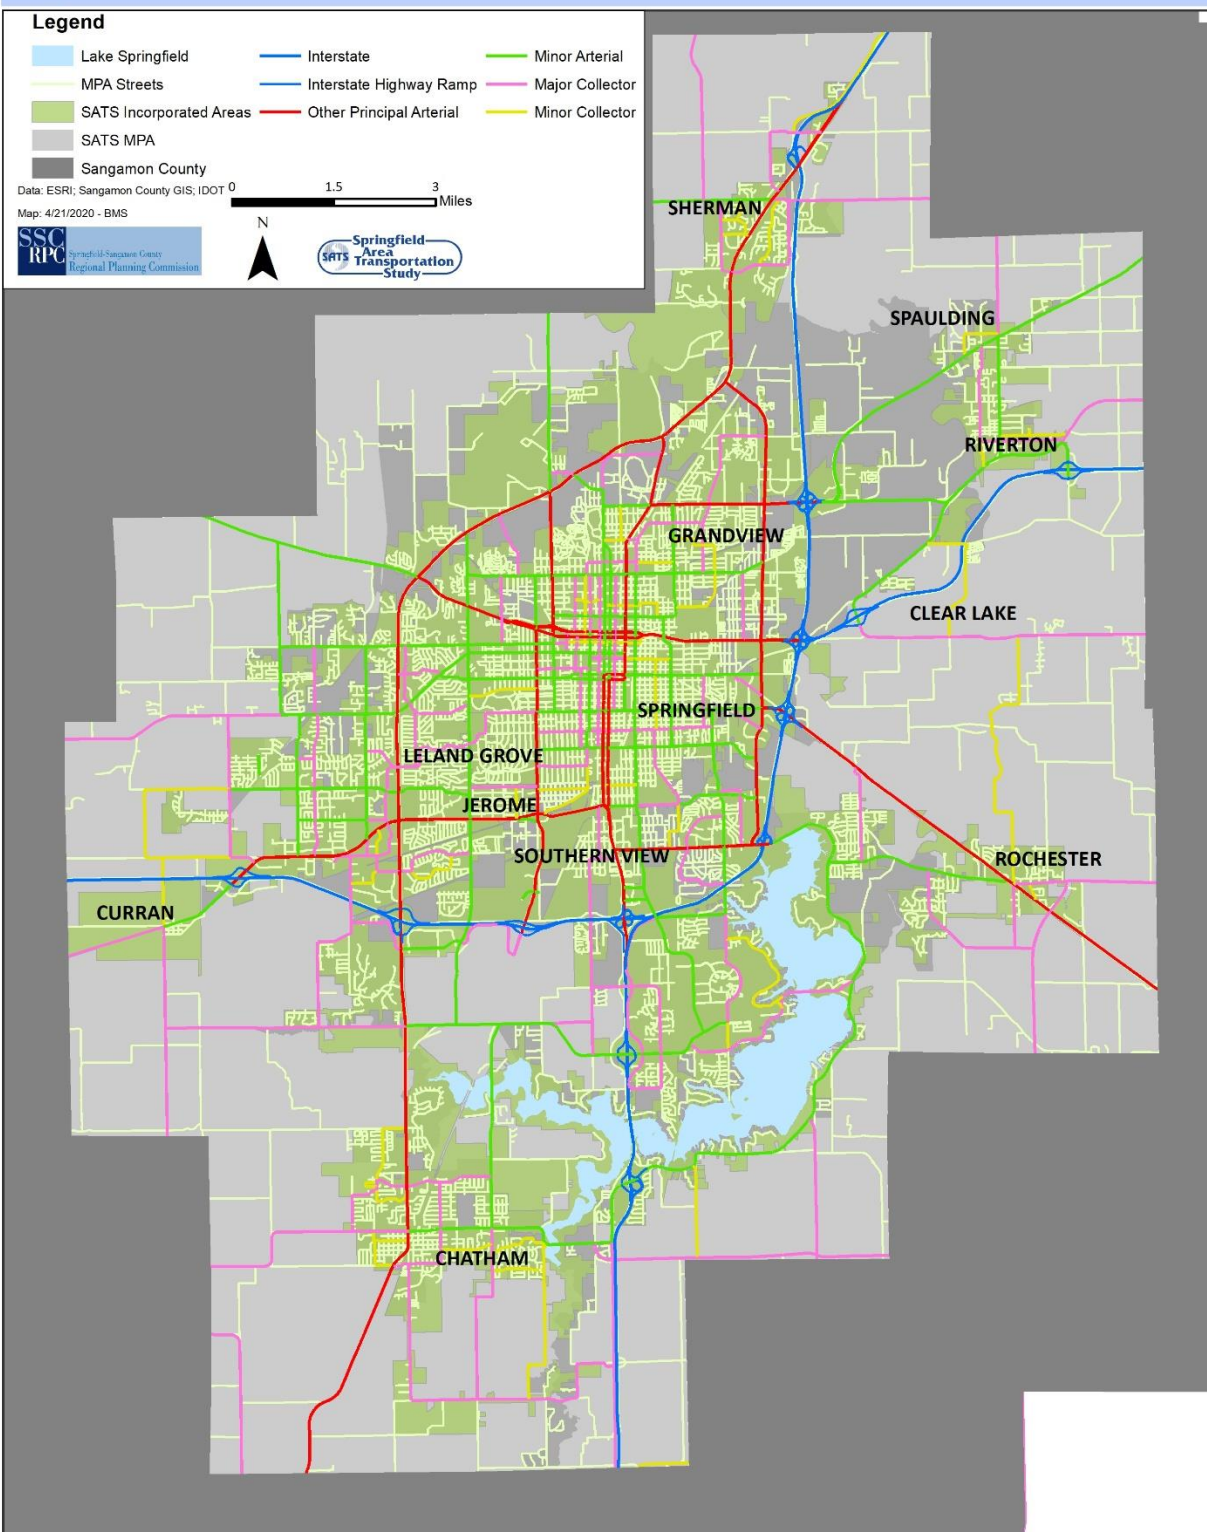 Legend
Lake Springfield
Interstate
Minor Arterial
MPA Streets
Interstate Highway Ramp
Major Collector
SATS Incorporated Areas
Other Principal Arterial
Minor Collector
SATS MPA
Sangamon County
Data: ESRI; Sangamon County GIS; IDOT
0 1.5 3
Miles
Map: 4/21/2020 - BMS
N
SSC
RPC
Springfield-Sangamon County
Regional Planning Commission
SATS
Springfield
Area
Transportation
Study
SHERMAN
SPAULDING
RIVERTON
GRANDVIEW
CLEAR LAKE
SPRINGFIELD
LELAND GROVE
JEROME
SOUTHERN VIEW
ROCHESTER
CURRAN
CHATHAM